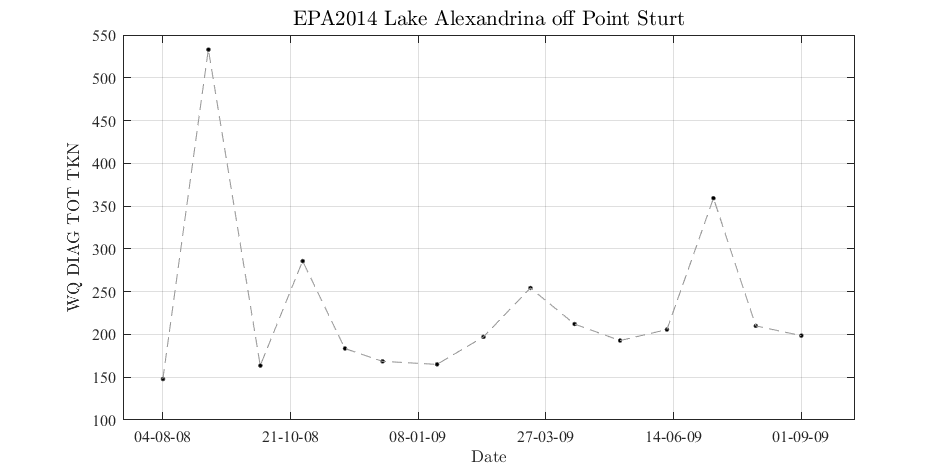 EPA2014 Lake Alexandrina off Point Sturt
550
500
450
400
350
300
250
200
150
100
WQ DIAG TOT TKN
04-08-08 21-10-08 08-01-09 27-03-09 14-06-09 01-09-09
Date